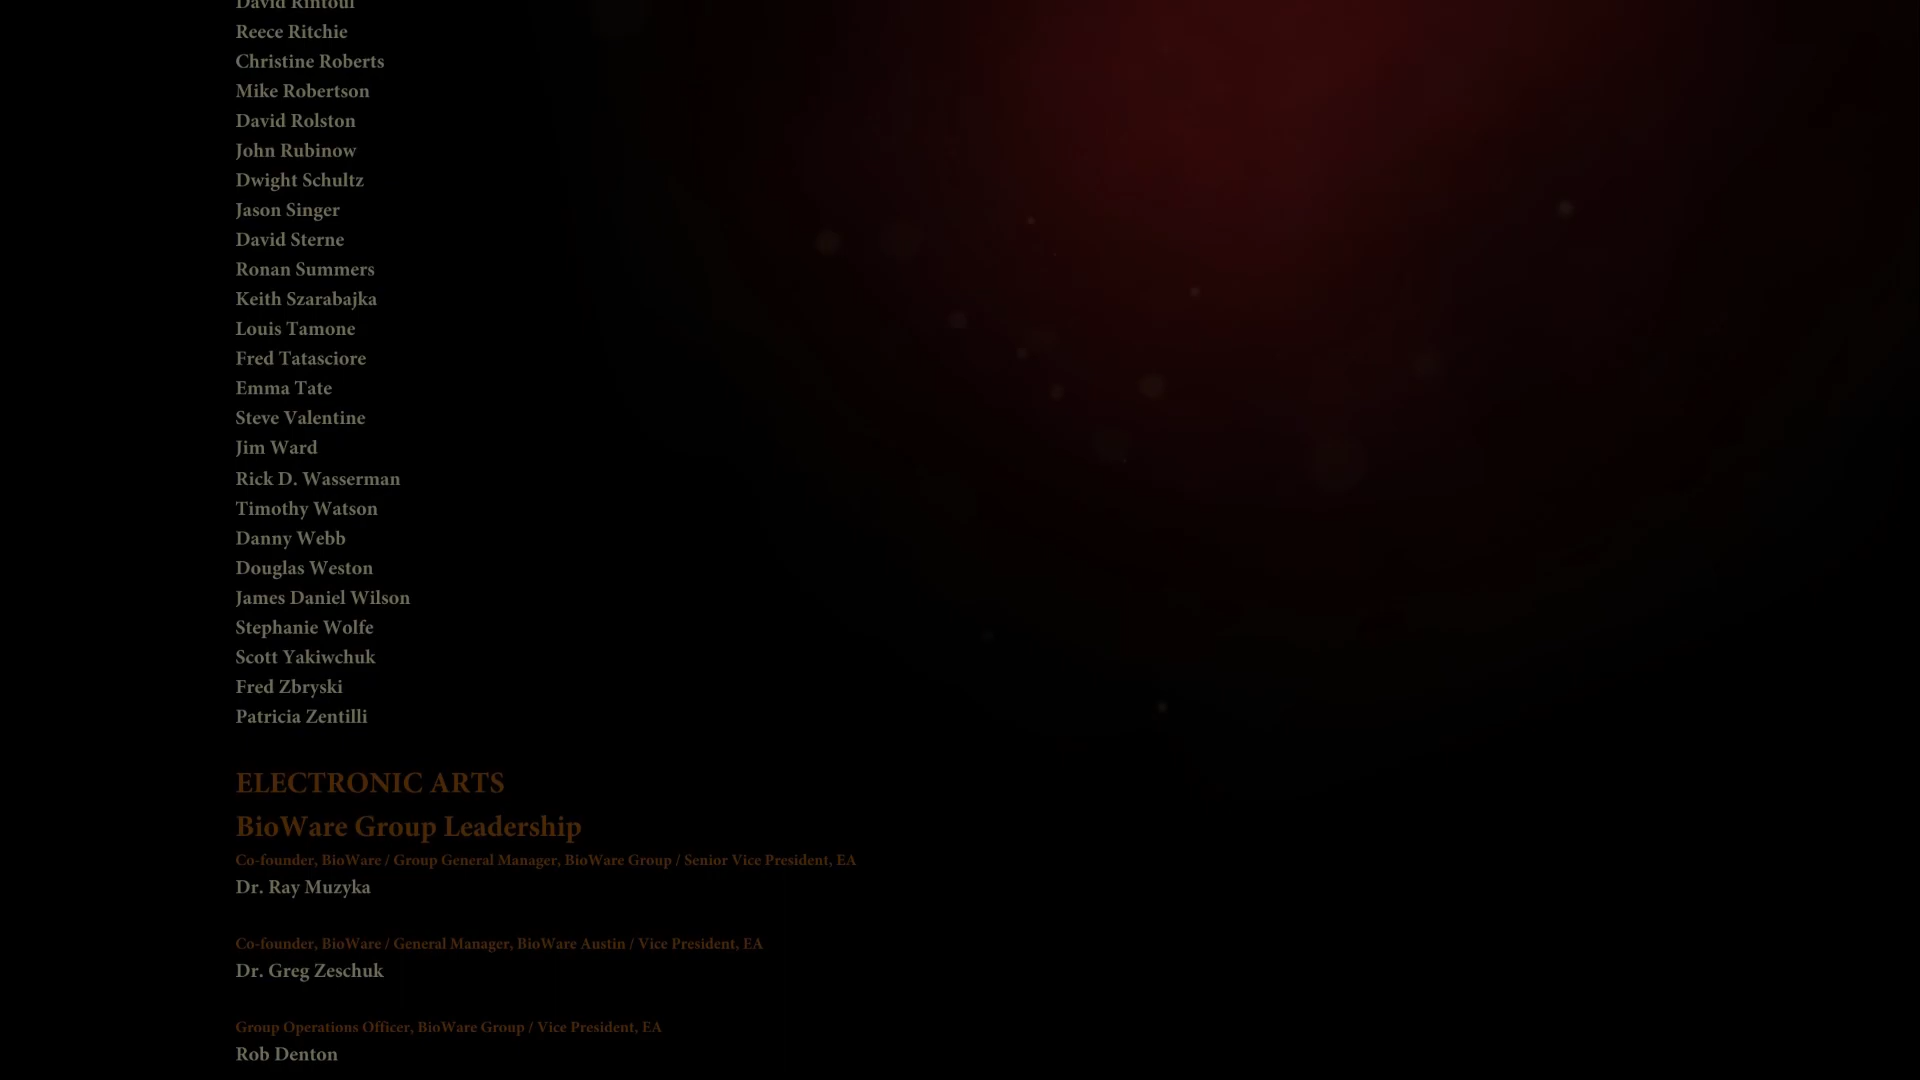 David Rintoul
Reece Ritchie
Christine Roberts
Mike Robertson
David Rolston
John Rubinow
Dwight Schultz
Jason Singer
David Sterne
Ronan Summers
Keith Szarabajka
Louis Tamone
Fred Tatasciore
Emma Tate
Steve Valentine
Jim Ward
Rick D. Wasserman
Timothy Watson
Danny Webb
Douglas Weston
James Daniel Wilson
Stephanie Wolfe
Scott Yakiwchuk
Fred Zbryski
Patricia Zentilli
ELECTRONIC ARTS
BioWare Group Leadership
Co-founder, BioWare / Group General Manager, BioWare Group / Senior Vice President, EA
Dr. Ray Muzyka
Co-founder, BioWare / General Manager, BioWare Austin / Vice President, EA
Dr. Greg Zeschuk
Group Operations Officer, BioWare Group / Vice President, EA
Rob Denton